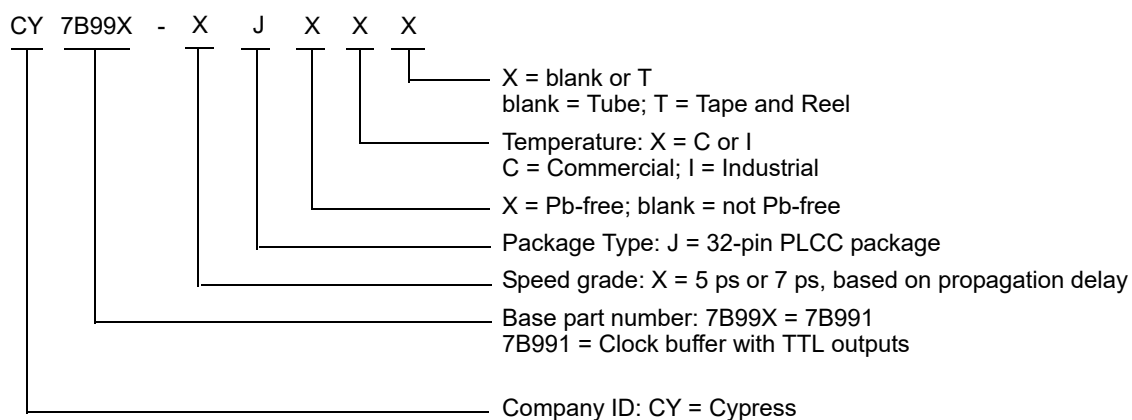 CY 7B99X - X J X X X
X = blank or T
blank = Tube; T = Tape and Reel
Temperature: X = C or I
C = Commercial; I = Industrial
X = Pb-free; blank = not Pb-free
Package Type: J = 32-pin PLCC package
Speed grade: X = 5 ps or 7 ps, based on propagation delay
Base part number: 7B99X = 7B991
7B991 = Clock buffer with TTL outputs
Company ID: CY = Cypress